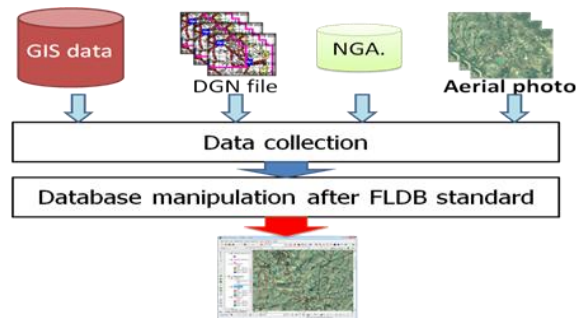 GIS data
DGN file
NGA.
Aerial photo
Data collection
Database manipulation after FLDB standard